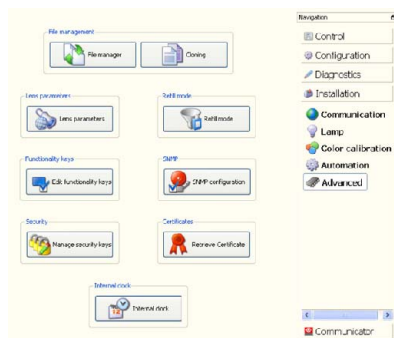 Navigation
File management
File manager
Cloning
Lens parameters
Lens parameters
Refill mode
Refill mode
Functionality keys
Edit functionality keys
SNMP
SNMP configuration
Security
Manage security keys
Certificates
Retrieve Certificate
Internal clock
12
Internal clock
Control
Configuration
Diagnostics
Installation
Communication
Lamp
Color calibration
Automation
Advanced
Communicator